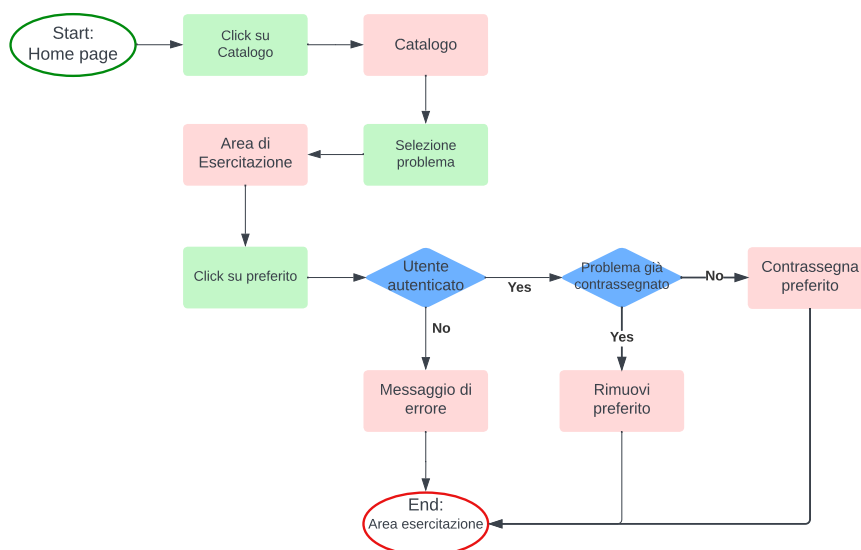 Start:
Home page
Click su
Catalogo
Catalogo
Area di
Esercitazione
Selezione
problema
Click su preferito
Utente
autenticato
Yes
Problema già
contrassegnato
No
Contrassegna
preferito
No
Yes
Messaggio di
errore
Rimuovi
preferito
End:
Area esercitazione